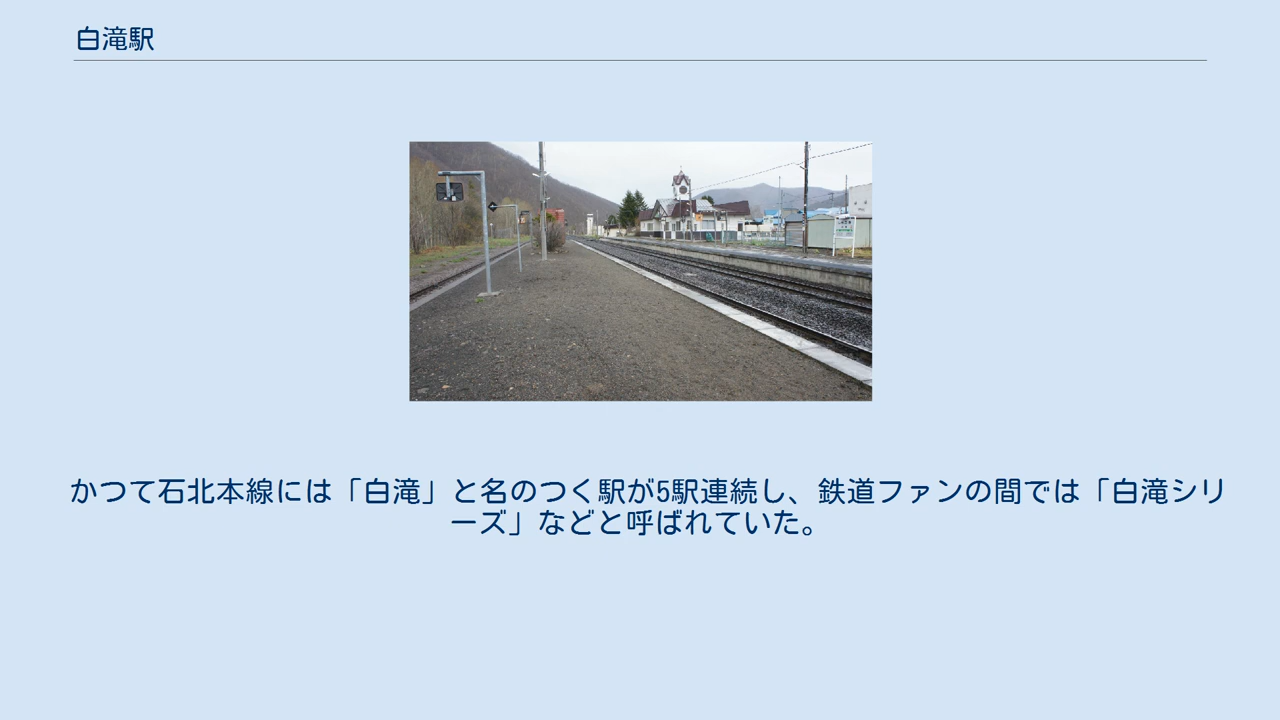 白滝駅
かつて石北本線には「白滝」と名のつく駅が5駅連続し、鉄道ファンの間では「白滝シリ
ーズ」などと呼ばれていた。